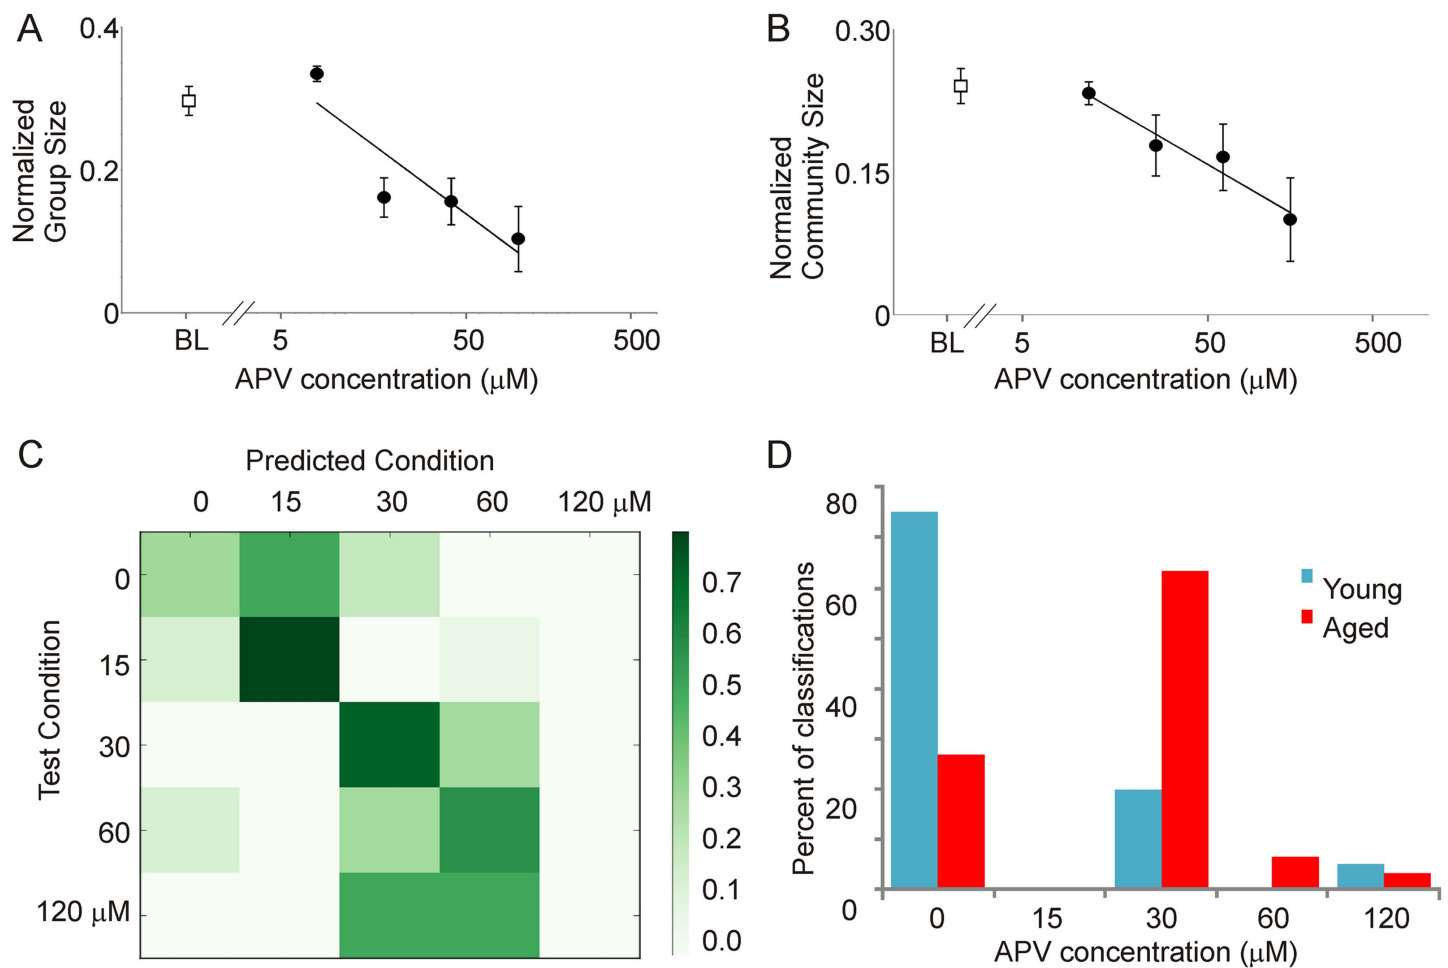 A
0.4
0.2
0
Normalized
Group Size
BL
5
50
500
APV concentration (μM)
B
0.30
0.15
0
Normalized
Community Size
BL
5
50
500
APV concentration (μM)
C
Predicted Condition
0
15
30
60
120 μM
Test Condition
0
15
30
60
120 μM
0.7
0.6
0.5
0.4
0.3
0.2
0.1
0.0
D
80
60
40
20
0
Percent of classifications
Young
Aged
0
15
30
60
120
APV concentration (μM)